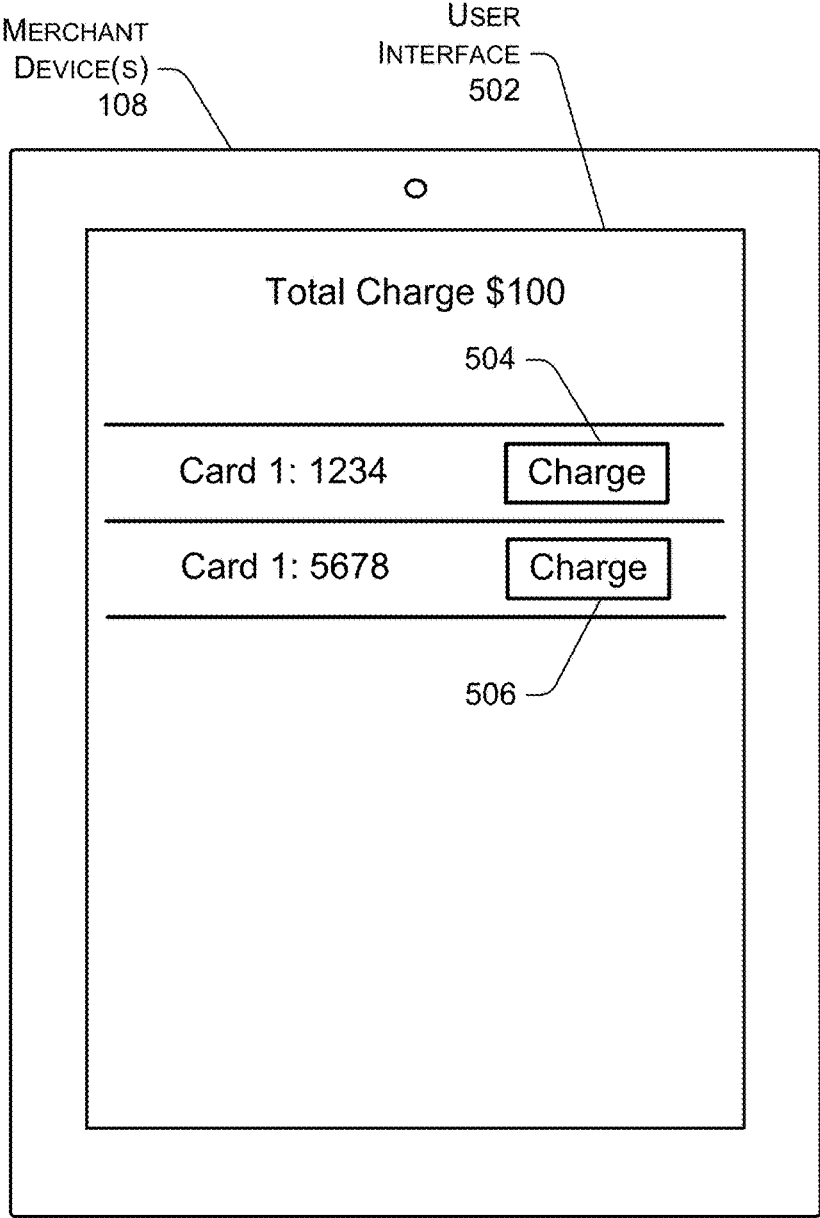 MERCHANT
DEVICE(S)
108
USER
INTERFACE
502
Total Charge $100
504
Card 1: 1234 Charge
Card 1: 5678 Charge
506